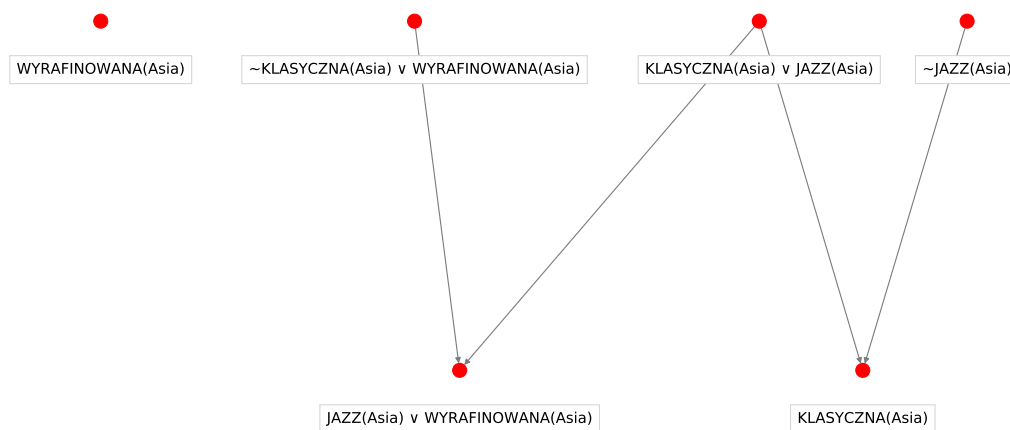 WYRAFINOWANA(Asia)
~KLASYCZNA(Asia) ∨ WYRAFINOWANA(Asia)
KLASYCZNA(Asia) ∨ JAZZ(Asia)
~JAZZ(Asia)
JAZZ(Asia) ∨ WYRAFINOWANA(Asia)
KLASYCZNA(Asia)